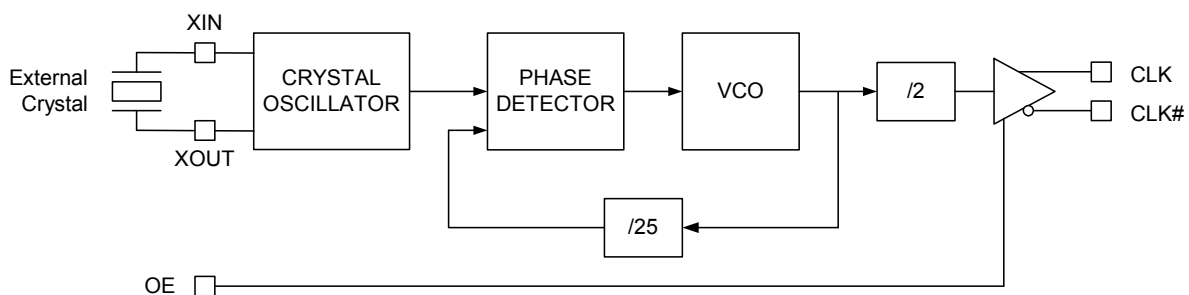 XIN
External
Crystal
XOUT
CRYSTAL
OSCILLATOR
PHASE
DETECTOR
VCO
/2
CLK
CLK#
/25
OE